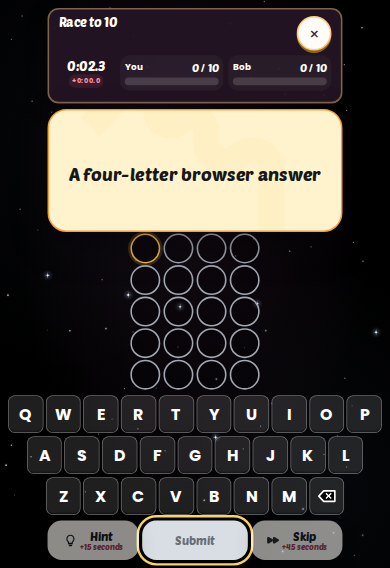 Race to 10
×
0:02.3
+0:00.0
You 0 / 10
Bob 0 / 10
A four-letter browser answer
Q W E R T Y U I O P
A S D F G H J K L
Z X C V B N M
Hint
+15 seconds
Submit
Skip
+45 seconds